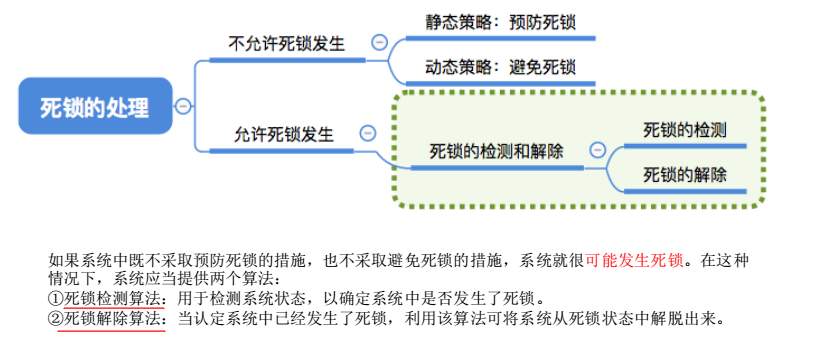 静态策略：预防死锁
不允许死锁发生
动态策略：避免死锁
死锁的处理
允许死锁发生
死锁的检测
死锁的检测和解除
死锁的解除
如果系统中既不采取预防死锁的措施，也不采取避免死锁的措施，系统就很可能发生死锁。在这种
情况下，系统应当提供两个算法：
①死锁检测算法：用于检测系统状态，以确定系统中是否发生了死锁。
②死锁解除算法：当认定系统中已经发生了死锁，利用该算法可将系统从死锁状态中解脱出来。